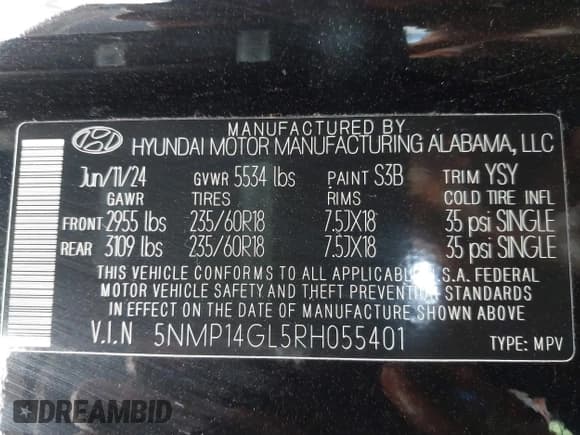 MANUFACTURED BY
HYUNDAI MOTOR MANUFACTURING ALABAMA, LLC
Jun/11/24 GVWR 5534 lbs PAINT S3B TRIM YSY
GAWR TIRES RIMS COLD TIRE INFL
FRONT 2955 lbs 235/60R18 7.5JX18 35 psi SINGLE
REAR 3109 lbs 235/60R18 7.5JX18 35 psi SINGLE
THIS VEHICLE CONFORMS TO ALL APPLICABLE U.S.A. FEDERAL
MOTOR VEHICLE SAFETY AND THEFT PREVENTION STANDARDS
IN EFFECT ON THE DATE OF MANUFACTURE SHOWN ABOVE
V.I.N 5NMP14GL5RH055401 TYPE: MPV
DREAMBID